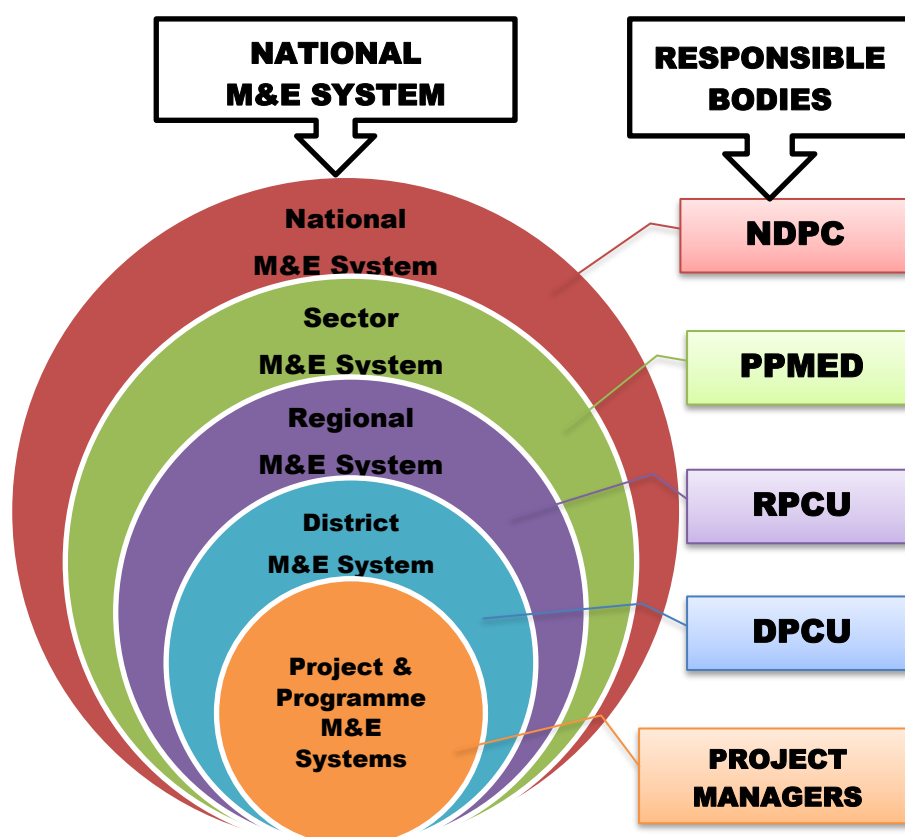 NATIONAL
M&E SYSTEM
RESPONSIBLE
BODIES
National
M&E System
NDPC
Sector
M&E System
PPMED
Regional
M&E System
RPCU
District
M&E System
DPCU
Project &
Programme
M&E
Systems
PROJECT
MANAGERS